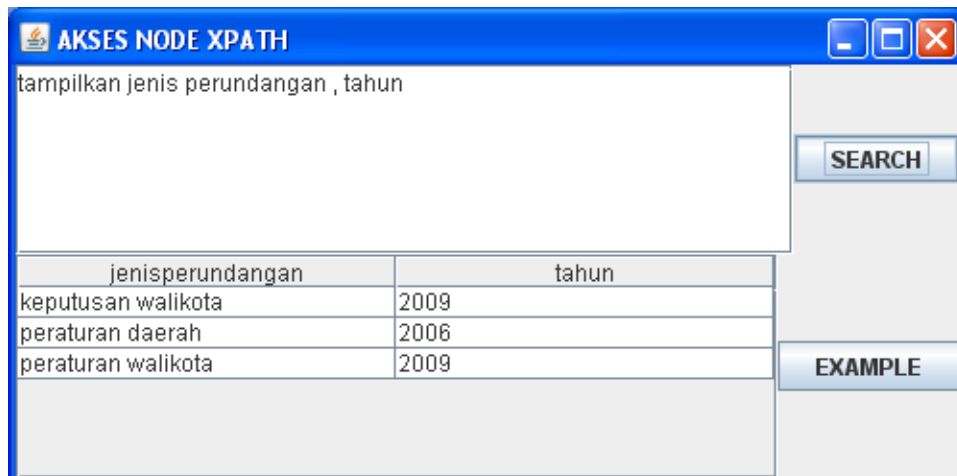 AKSES NODE XPATH
tampilkan jenis perundangan , tahun
SEARCH
jenisperundangan tahun
keputusan walikota 2009
peraturan daerah 2006
peraturan walikota 2009
EXAMPLE